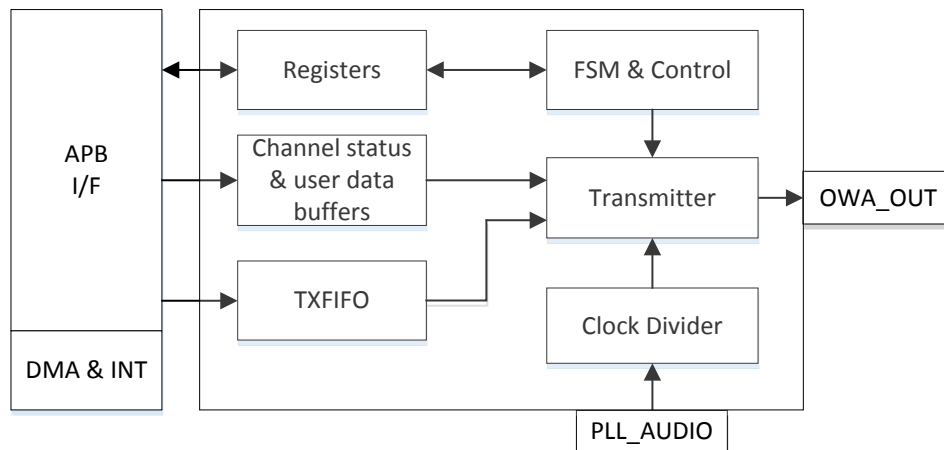 APB
I/F
DMA & INT
Registers
FSM & Control
Channel status
& user data
buffers
Transmitter
OWA_OUT
TXFIFO
Clock Divider
PLL_AUDIO